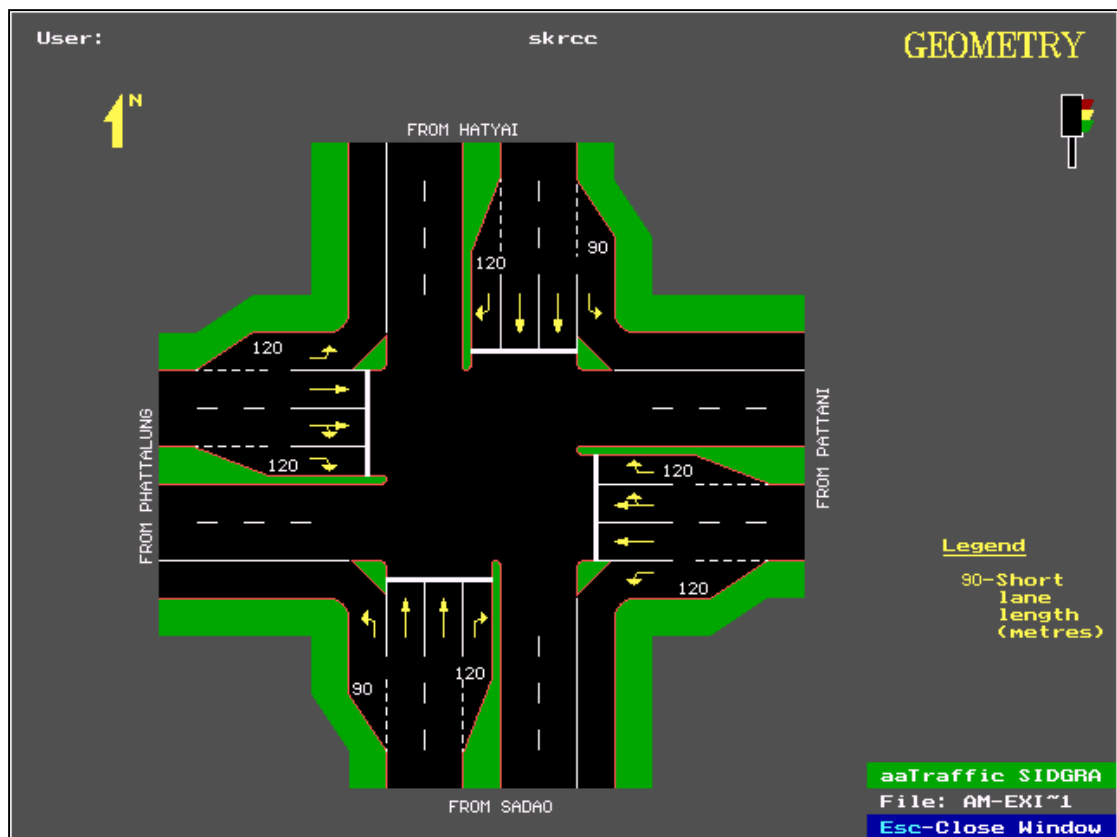 User:
skrcc
GEOMETRY
N
FROM HATYAI
90
120
120
FROM PHATTALUNG
FROM PATTANI
120
120
Legend
90-Short
lane
length
(metres)
120
120
90
FROM SADAO
aaTraffic SIDGRA
File: AM-EXI~1
Esc-Close Window